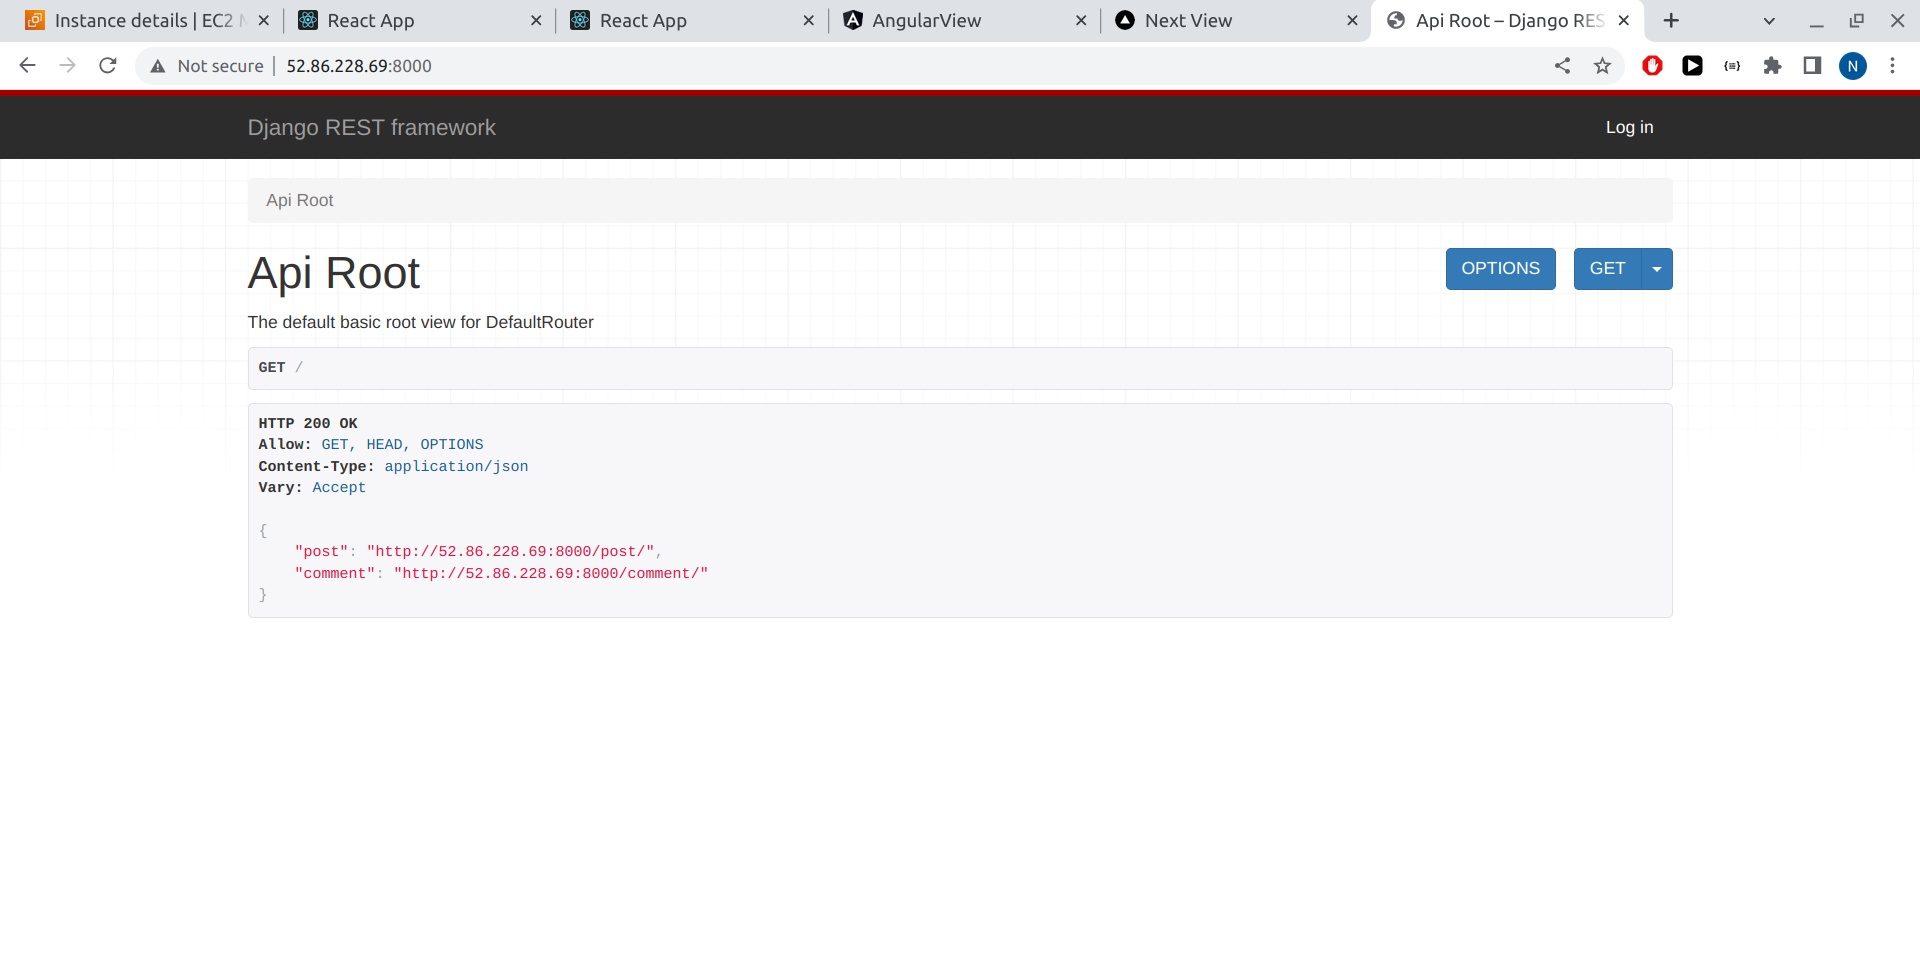 Instance details | EC2 M
React App
React App
AngularView
Next View
Api Root – Django RES
Not secure
52.86.228.69:8000
N
Django REST framework
Log in
Api Root
Api Root
OPTIONS
GET
The default basic root view for DefaultRouter
GET /
HTTP 200 OK
Allow: GET, HEAD, OPTIONS
Content-Type: application/json
Vary: Accept
{
"post": "http://52.86.228.69:8000/post/",
"comment": "http://52.86.228.69:8000/comment/"
}